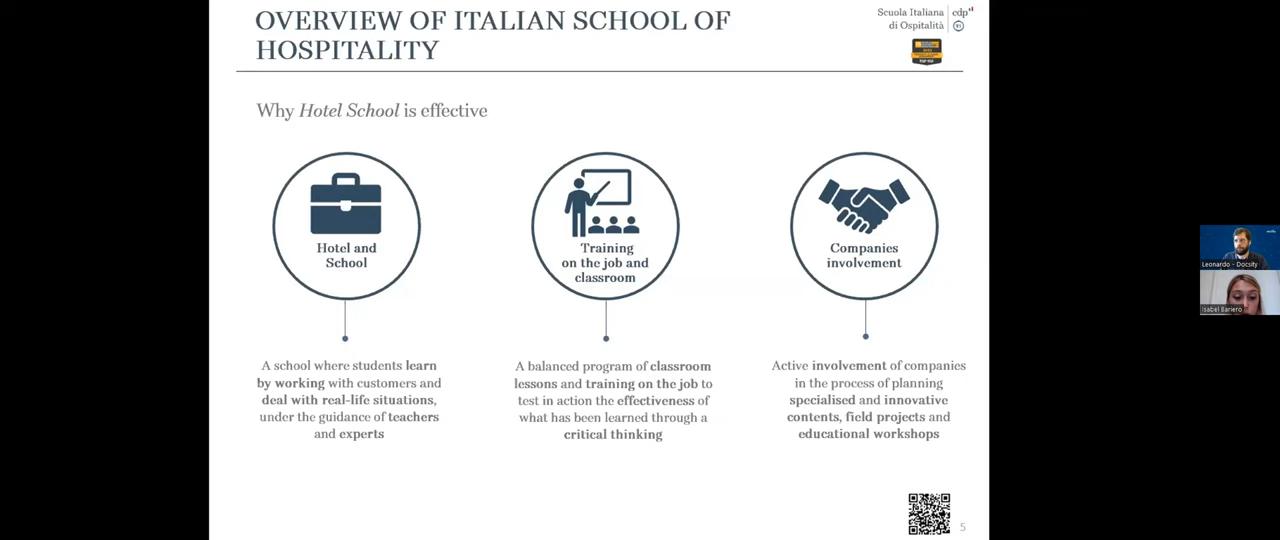 OVERVIEW OF ITALIAN SCHOOL OF
HOSPITALITY
Scuola Italiana
di Ospitalità
cdp
Why Hotel School is effective
Hotel and
School
Training
on the job and
classroom
Companies
involvement
A school where students learn
by working with customers and
deal with real-life situations,
under the guidance of teachers
and experts
A balanced program of classroom
lessons and training on the job to
test in action the effectiveness of
what has been learned through a
critical thinking
Active involvement of companies
in the process of planning
specialised and innovative
contents, field projects and
educational workshops
5
Leonardo - Docsity
Isabel Bariero